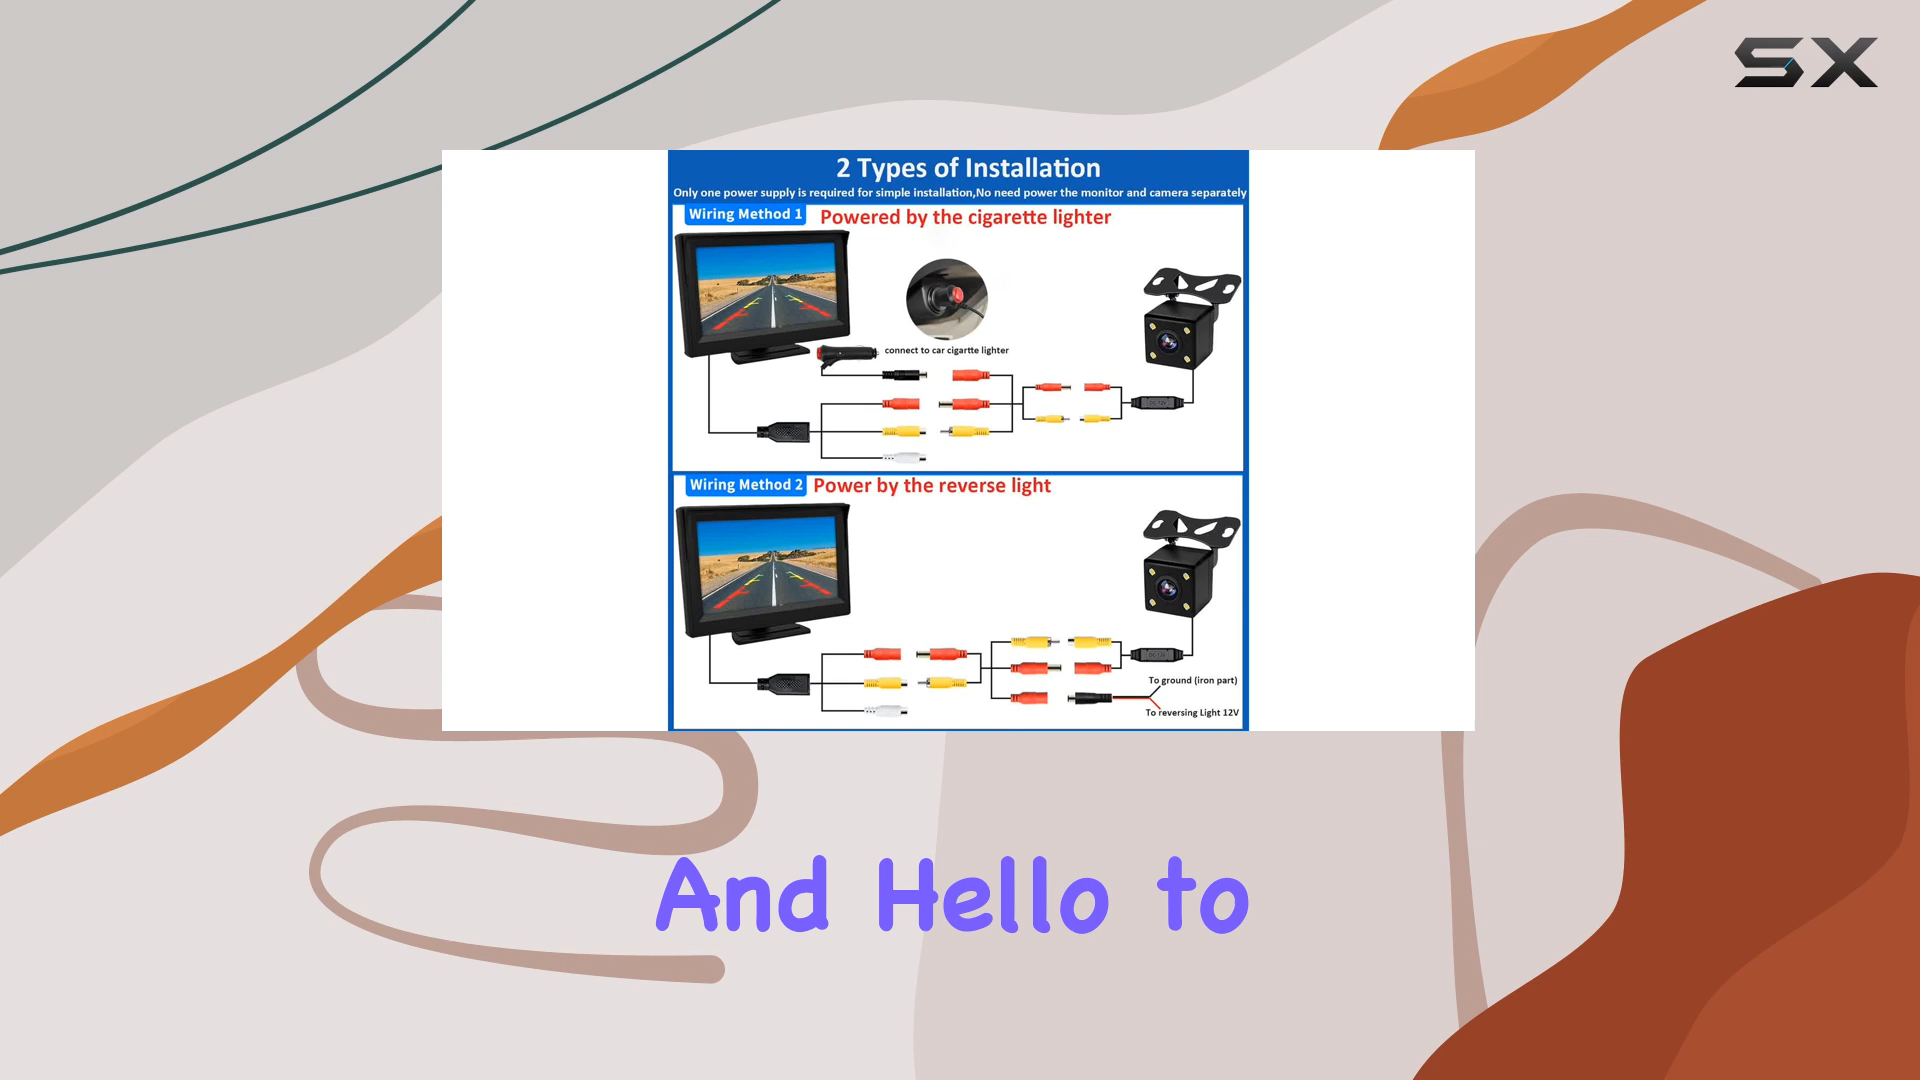 SX
2 Types of Installation
Only one power supply is required for simple installation,No need power the monitor and camera separately
Wiring Method 1 Powered by the cigarette lighter
connect to car cigartte lighter
Wiring Method 2 Power by the reverse light
To ground (iron part)
To reversing Light 12V
And Hello to